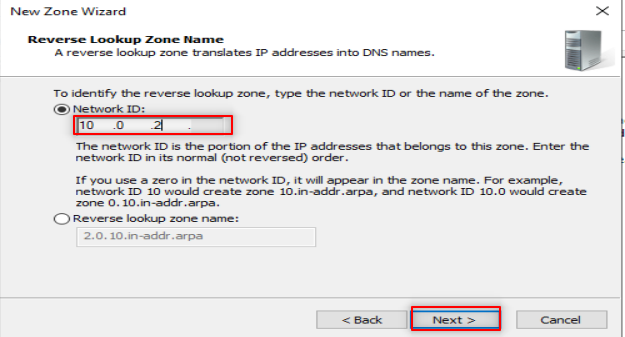 New Zone Wizard
Reverse Lookup Zone Name
A reverse lookup zone translates IP addresses into DNS names.
To identify the reverse lookup zone, type the network ID or the name of the zone.
Network ID:
10 .0 .2 .
The network ID is the portion of the IP addresses that belongs to this zone. Enter the
network ID in its normal (not reversed) order.
If you use a zero in the network ID, it will appear in the zone name. For example,
network ID 10 would create zone 10.in-addr.arpa, and network ID 10.0 would create
zone 0.10.in-addr.arpa.
Reverse lookup zone name:
2.0.10.in-addr.arpa
< Back Next > Cancel